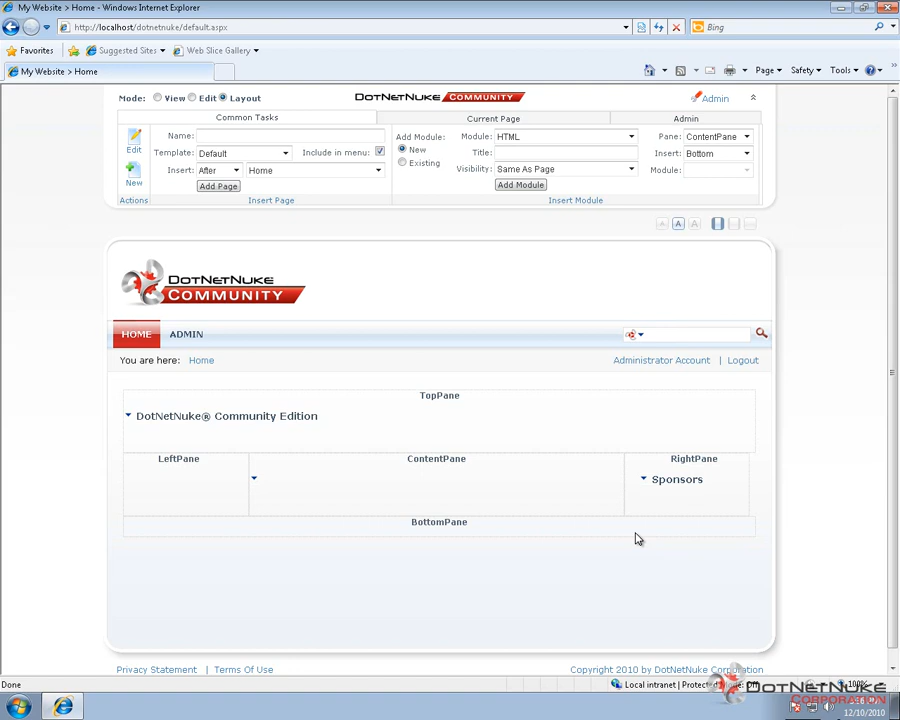 My Website > Home - Windows Internet Explorer
http://localhost/dotnetnuke/default.aspx
Bing
Favorites
Suggested Sites
Web Slice Gallery
My Website > Home
Page
Safety
Tools
Mode: View Edit Layout
DOTNETNUKE COMMUNITY
Admin
Common Tasks
Current Page
Admin
Edit
New
Actions
Name:
Template: Default
Include in menu:
Insert: After
Home
Add Page
Insert Page
Add Module:
New
Existing
Module: HTML
Title:
Visibility: Same As Page
Add Module
Insert Module
Pane: ContentPane
Insert: Bottom
Module:
A A A
DOTNETNUKE
COMMUNITY
HOME ADMIN
You are here: Home
Administrator Account | Logout
TopPane
DotNetNuke® Community Edition
LeftPane
ContentPane
RightPane
Sponsors
BottomPane
Privacy Statement | Terms Of Use
Copyright 2010 by DotNetNuke Corporation
Done
Local intranet | Protected Mode: Off
100%
DOTNETNUKE
CORPORATION
12/10/2010